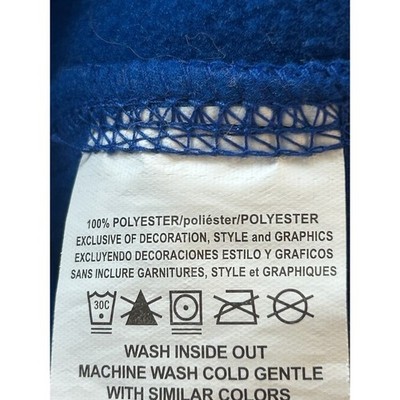 100% POLYESTER/poliéster/POLYESTER
EXCLUSIVE OF DECORATION, STYLE and GRAPHICS
EXCLUYENDO DECORACIONES ESTILO Y GRAFICOS
SANS INCLURE GARNITURES, STYLE et GRAPHIQUES
30C
WASH INSIDE OUT
MACHINE WASH COLD GENTLE
WITH SIMILAR COLORS